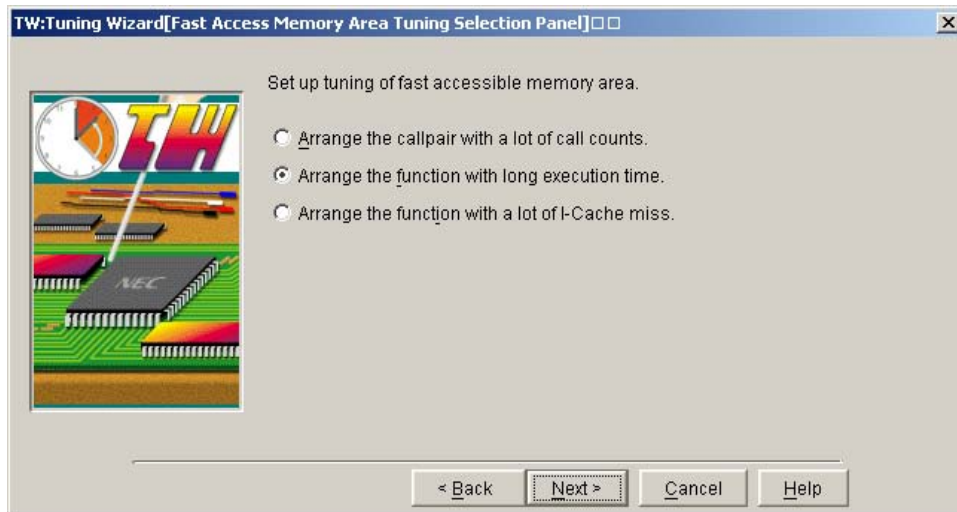 TW:Tuning Wizard[Fast Access Memory Area Tuning Selection Panel]□□
Set up tuning of fast accessible memory area.
TW
Arrange the callpair with a lot of call counts.
Arrange the function with long execution time.
Arrange the function with a lot of I-Cache miss.
NEC
< Back
Next >
Cancel
Help